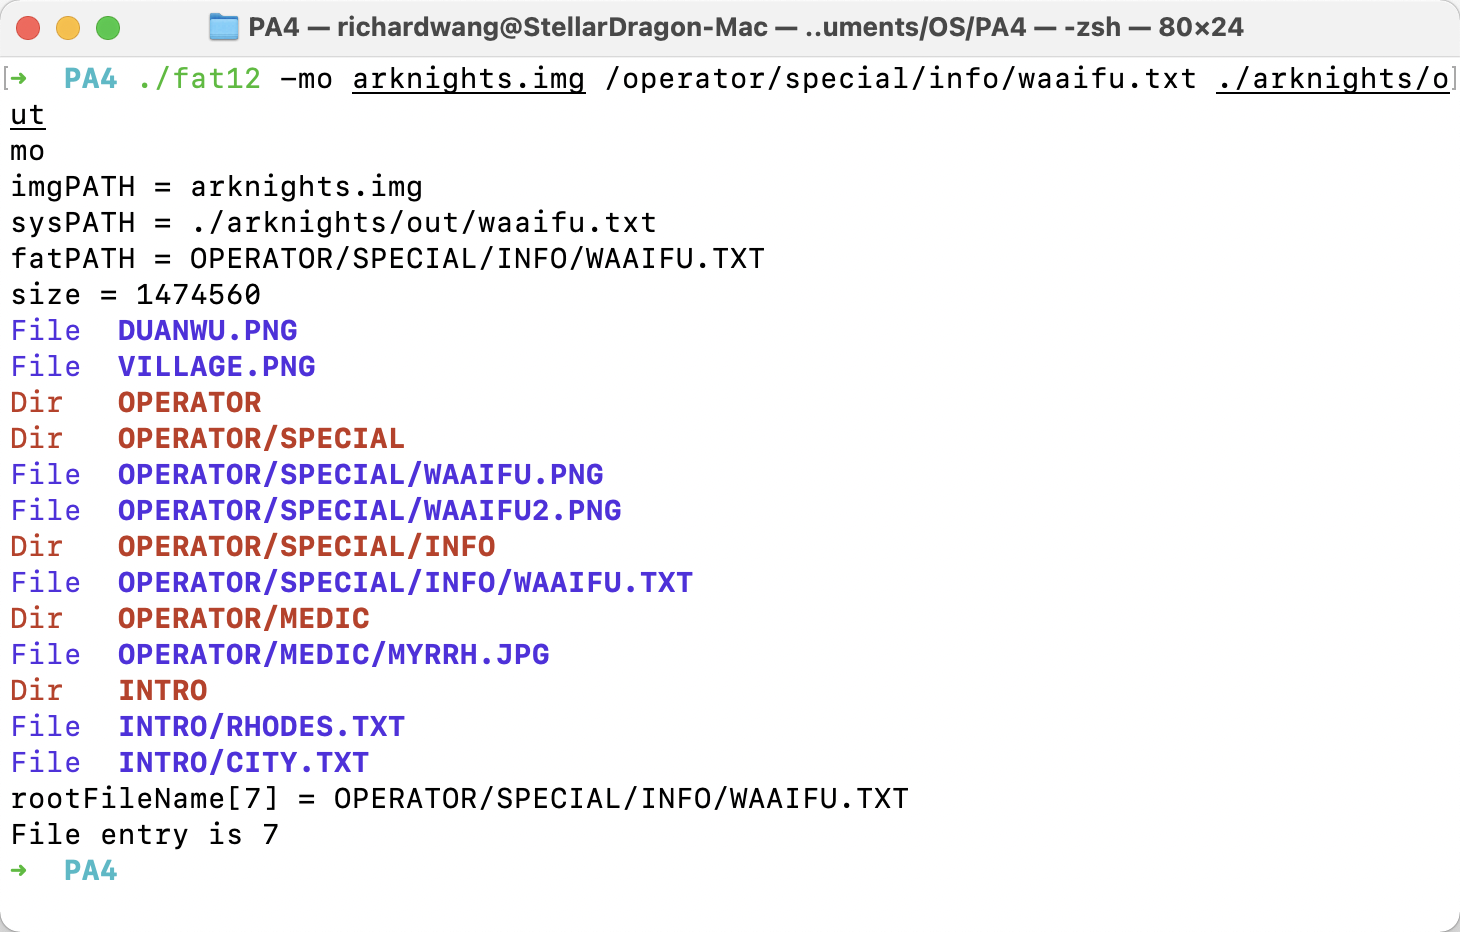 PA4 — richardwang@StellarDragon-Mac — ..uments/OS/PA4 — -zsh — 80×24
[➜  PA4 ./fat12 -mo arknights.img /operator/special/info/waaifu.txt ./arknights/o]
ut
mo
imgPATH = arknights.img
sysPATH = ./arknights/out/waaifu.txt
fatPATH = OPERATOR/SPECIAL/INFO/WAAIFU.TXT
size = 1474560
File  DUANWU.PNG
File  VILLAGE.PNG
Dir   OPERATOR
Dir   OPERATOR/SPECIAL
File  OPERATOR/SPECIAL/WAAIFU.PNG
File  OPERATOR/SPECIAL/WAAIFU2.PNG
Dir   OPERATOR/SPECIAL/INFO
File  OPERATOR/SPECIAL/INFO/WAAIFU.TXT
Dir   OPERATOR/MEDIC
File  OPERATOR/MEDIC/MYRRH.JPG
Dir   INTRO
File  INTRO/RHODES.TXT
File  INTRO/CITY.TXT
rootFileName[7] = OPERATOR/SPECIAL/INFO/WAAIFU.TXT
File entry is 7
➜  PA4